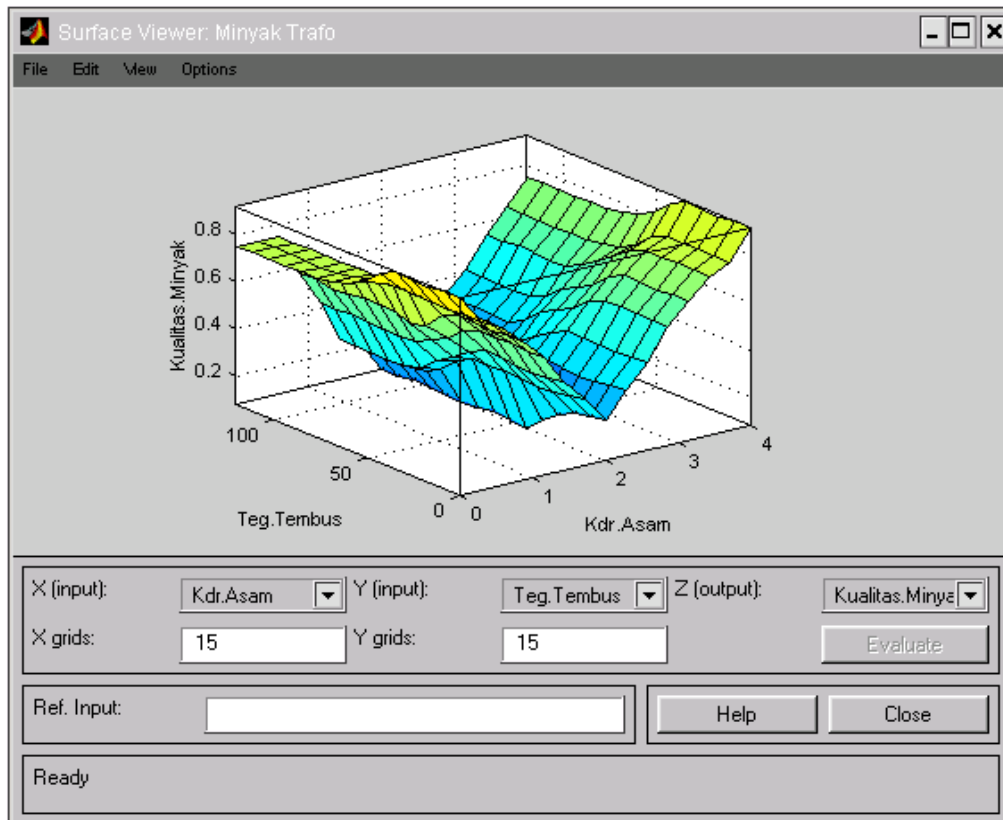 Surface Viewer: Minyak Trafo
File Edit View Options
0.8
0.6
0.4
0.2
Kualitas.Minyak
100
50
0
Teg.Tembus
0
1
2
3
4
Kdr.Asam
X (input): Kdr.Asam Y (input): Teg.Tembus Z (output): Kualitas.Minya
X grids: 15 Y grids: 15 Evaluate
Ref. Input: Help Close
Ready